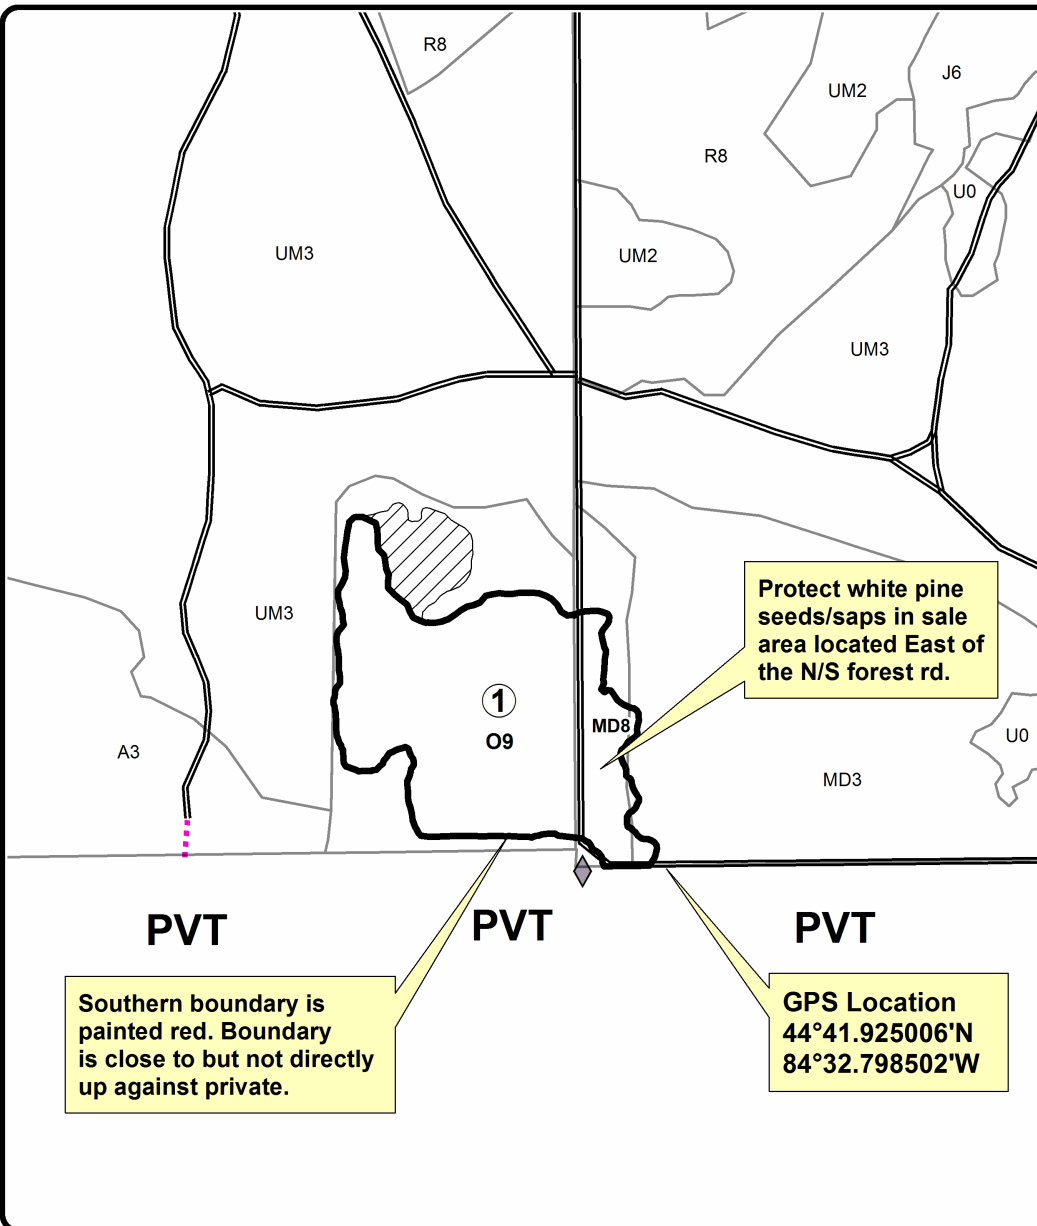 R8
J6
UM2
R8
U0
UM3
UM2
UM3
Protect white pine
seeds/saps in sale
area located East of
the N/S forest rd.
UM3
1
O9
MD8
U0
A3
MD3
PVT
PVT
PVT
Southern boundary is
painted red. Boundary
is close to but not directly
up against private.
GPS Location
44°41.925006'N
84°32.798502'W